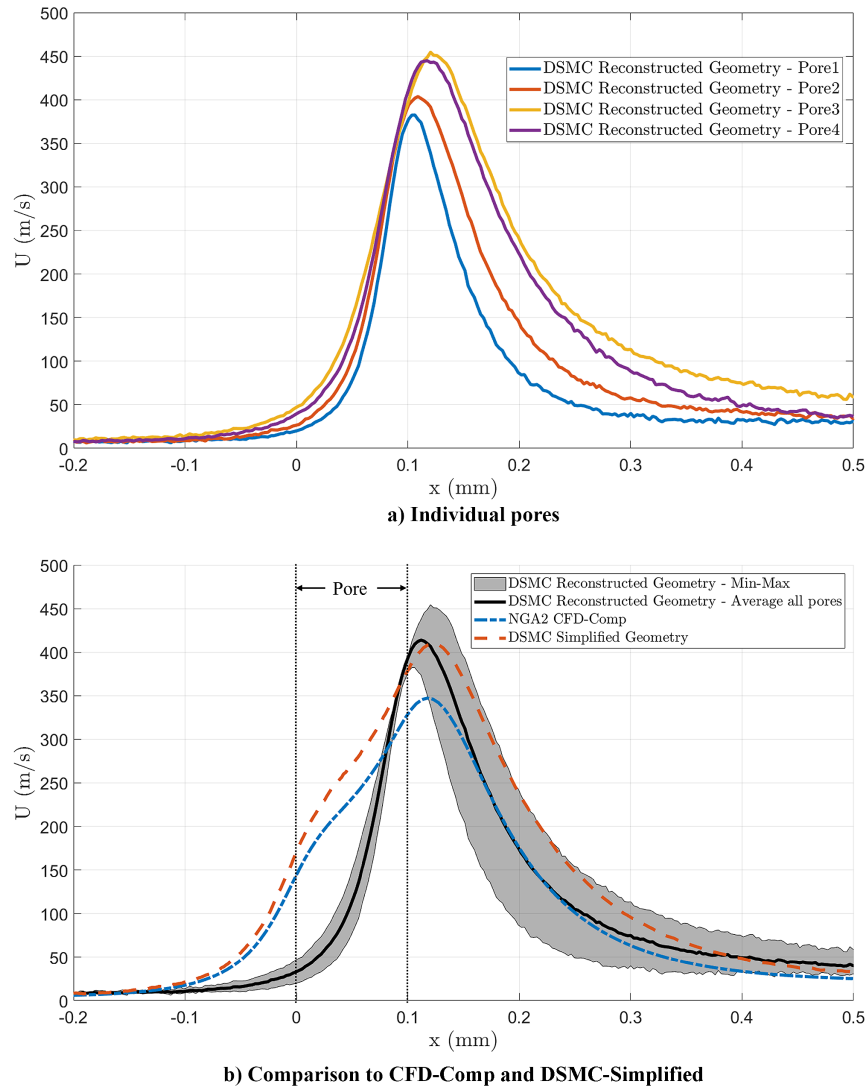 500
450
400
350
300
250
200
150
100
50
0
U (m/s)
DSMC Reconstructed Geometry - Pore1
DSMC Reconstructed Geometry - Pore2
DSMC Reconstructed Geometry - Pore3
DSMC Reconstructed Geometry - Pore4
-0.2 -0.1 0 0.1 0.2 0.3 0.4 0.5
x (mm)
a) Individual pores
500
450
400
350
300
250
200
150
100
50
0
U (m/s)
Pore
DSMC Reconstructed Geometry - Min-Max
DSMC Reconstructed Geometry - Average all pores
NGA2 CFD-Comp
DSMC Simplified Geometry
-0.2 -0.1 0 0.1 0.2 0.3 0.4 0.5
x (mm)
b) Comparison to CFD-Comp and DSMC-Simplified